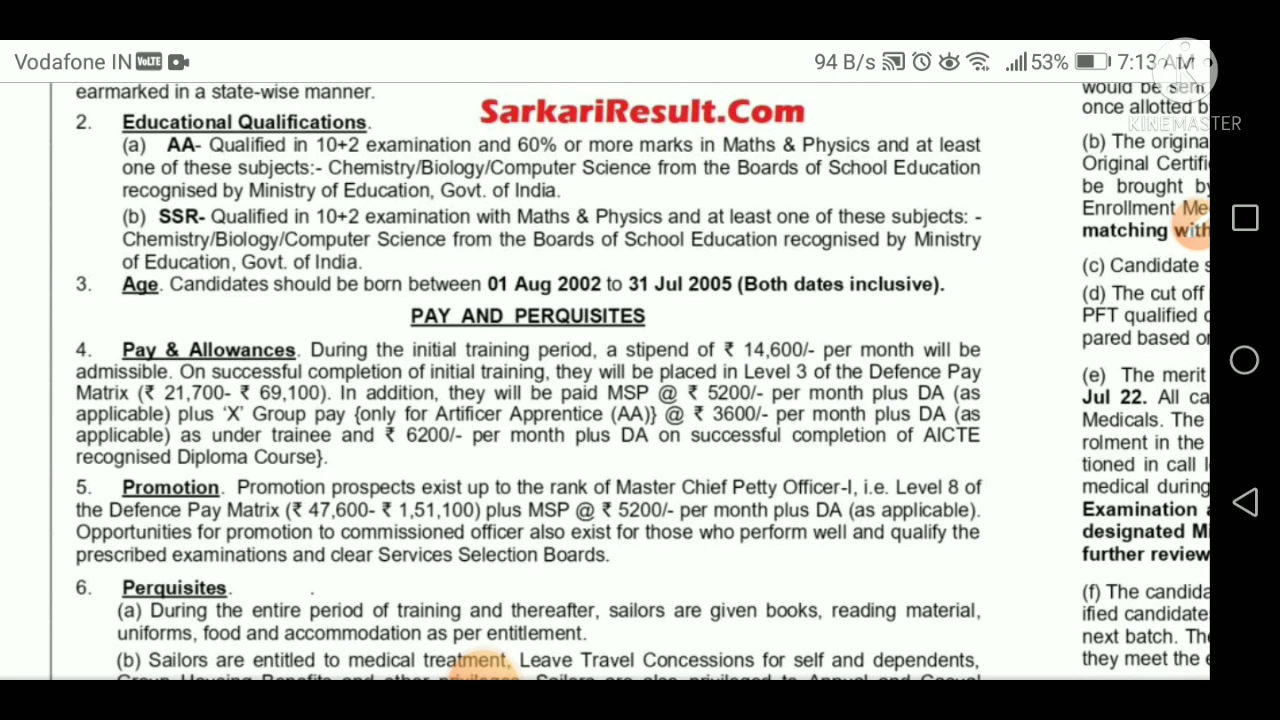 Vodafone IN VoLTE 94 B/s 53% 7:13 AM
KINEMASTER
SarkariResult.Com
earmarked in a state-wise manner.
2. Educational Qualifications.
(a) AA- Qualified in 10+2 examination and 60% or more marks in Maths & Physics and at least
one of these subjects:- Chemistry/Biology/Computer Science from the Boards of School Education
recognised by Ministry of Education, Govt. of India.
(b) SSR- Qualified in 10+2 examination with Maths & Physics and at least one of these subjects: -
Chemistry/Biology/Computer Science from the Boards of School Education recognised by Ministry
of Education, Govt. of India.
3. Age. Candidates should be born between 01 Aug 2002 to 31 Jul 2005 (Both dates inclusive).
PAY AND PERQUISITES
4. Pay & Allowances. During the initial training period, a stipend of ₹ 14,600/- per month will be
admissible. On successful completion of initial training, they will be placed in Level 3 of the Defence Pay
Matrix (₹ 21,700- ₹ 69,100). In addition, they will be paid MSP @ ₹ 5200/- per month plus DA (as
applicable) plus ‘X’ Group pay {only for Artificer Apprentice (AA)} @ ₹ 3600/- per month plus DA (as
applicable) as under trainee and ₹ 6200/- per month plus DA on successful completion of AICTE
recognised Diploma Course}.
5. Promotion. Promotion prospects exist up to the rank of Master Chief Petty Officer-I, i.e. Level 8 of
the Defence Pay Matrix (₹ 47,600- ₹ 1,51,100) plus MSP @ ₹ 5200/- per month plus DA (as applicable).
Opportunities for promotion to commissioned officer also exist for those who perform well and qualify the
prescribed examinations and clear Services Selection Boards.
6. Perquisites.
(a) During the entire period of training and thereafter, sailors are given books, reading material,
uniforms, food and accommodation as per entitlement.
(b) Sailors are entitled to medical treatment, Leave Travel Concessions for self and dependents,
would be sent
once allotted b
(b) The origina
Original Certifi
be brought by
Enrollment Me
matching with
(c) Candidate s
(d) The cut off
PFT qualified
pared based or
(e) The merit
Jul 22. All ca
Medicals. The
rolment in the
tioned in call l
medical during
Examination a
designated Mi
further review
(f) The candida
ified candidate
next batch. The
they meet the e